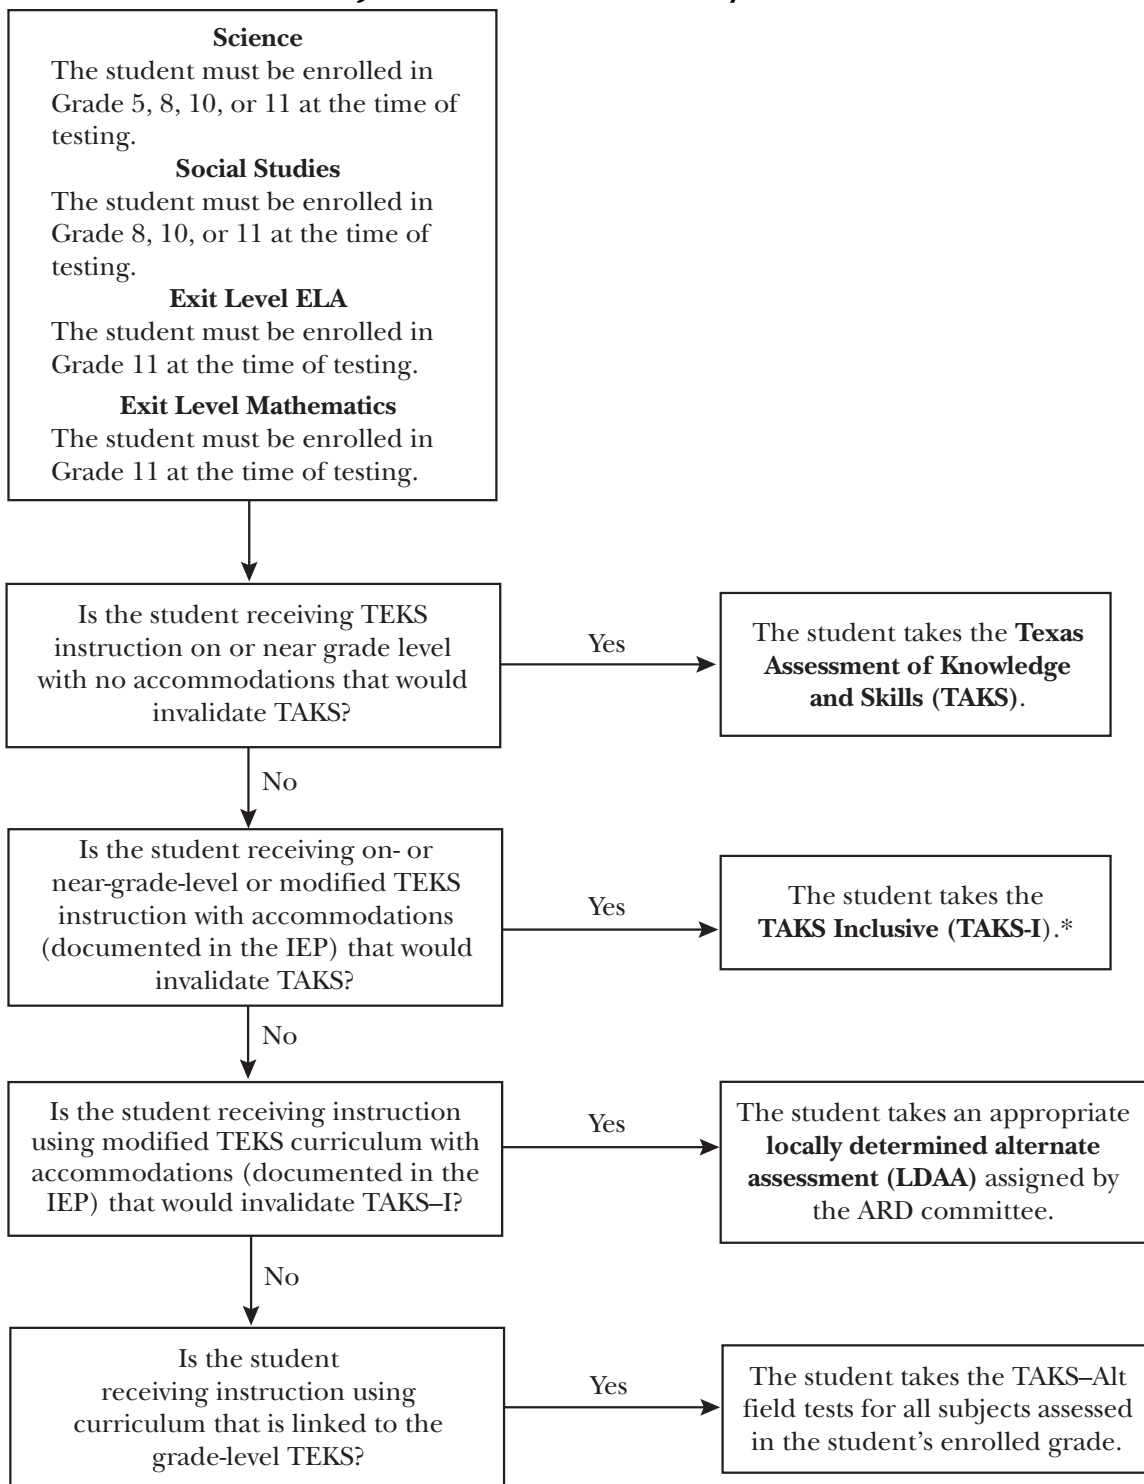 Science
The student must be enrolled in
Grade 5, 8, 10, or 11 at the time of
testing.
Social Studies
The student must be enrolled in
Grade 8, 10, or 11 at the time of
testing.
Exit Level ELA
The student must be enrolled in
Grade 11 at the time of testing.
Exit Level Mathematics
The student must be enrolled in
Grade 11 at the time of testing.
Is the student receiving TEKS
instruction on or near grade level
with no accommodations that would
invalidate TAKS?
Yes
The student takes the Texas
Assessment of Knowledge
and Skills (TAKS).
No
Is the student receiving on- or
near-grade-level or modified TEKS
instruction with accommodations
(documented in the IEP) that would
invalidate TAKS?
Yes
The student takes the
TAKS Inclusive (TAKS-I).*
No
Is the student receiving instruction
using modified TEKS curriculum with
accommodations (documented in the
IEP) that would invalidate TAKS–I?
Yes
The student takes an appropriate
locally determined alternate
assessment (LDAA) assigned by
the ARD committee.
No
Is the student
receiving instruction using
curriculum that is linked to the
grade-level TEKS?
Yes
The student takes the TAKS–Alt
field tests for all subjects assessed
in the student’s enrolled grade.